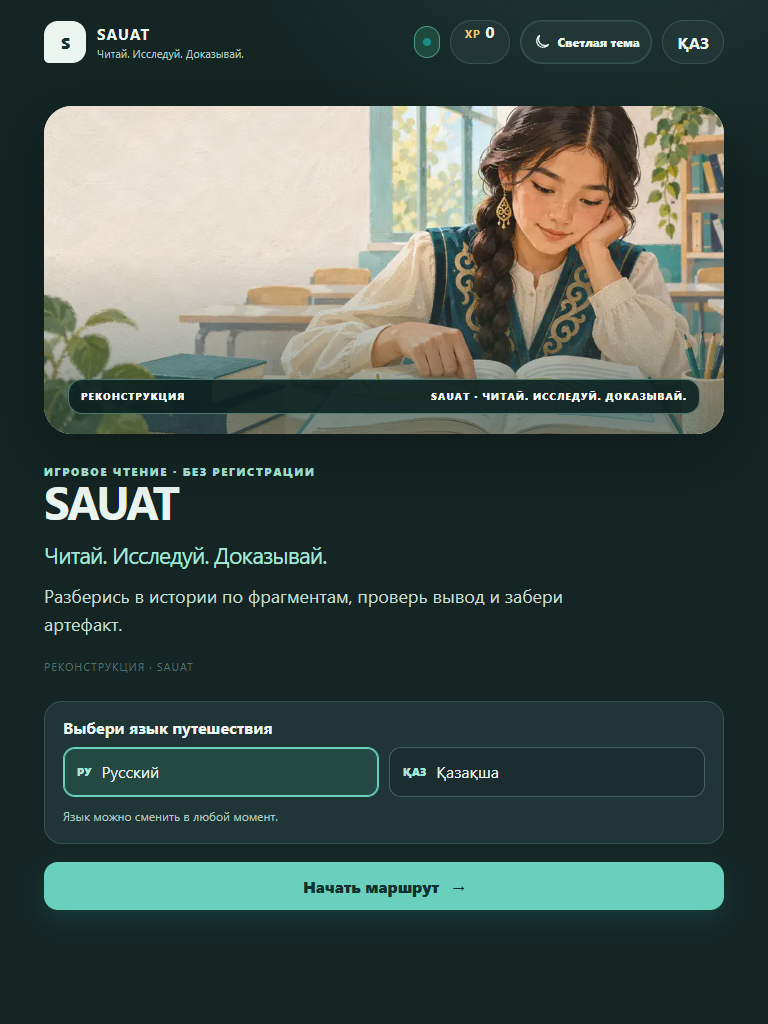 S
SAUAT
Читай. Исследуй. Доказывай.
XP 0
Светлая тема
ҚАЗ
РЕКОНСТРУКЦИЯ
SAUAT · ЧИТАЙ. ИССЛЕДУЙ. ДОКАЗЫВАЙ.
ИГРОВОЕ ЧТЕНИЕ · БЕЗ РЕГИСТРАЦИИ
SAUAT
Читай. Исследуй. Доказывай.
Разберись в истории по фрагментам, проверь вывод и забери
артефакт.
РЕКОНСТРУКЦИЯ · SAUAT
Выбери язык путешествия
РУ Русский
ҚАЗ Қазақша
Язык можно сменить в любой момент.
Начать маршрут →